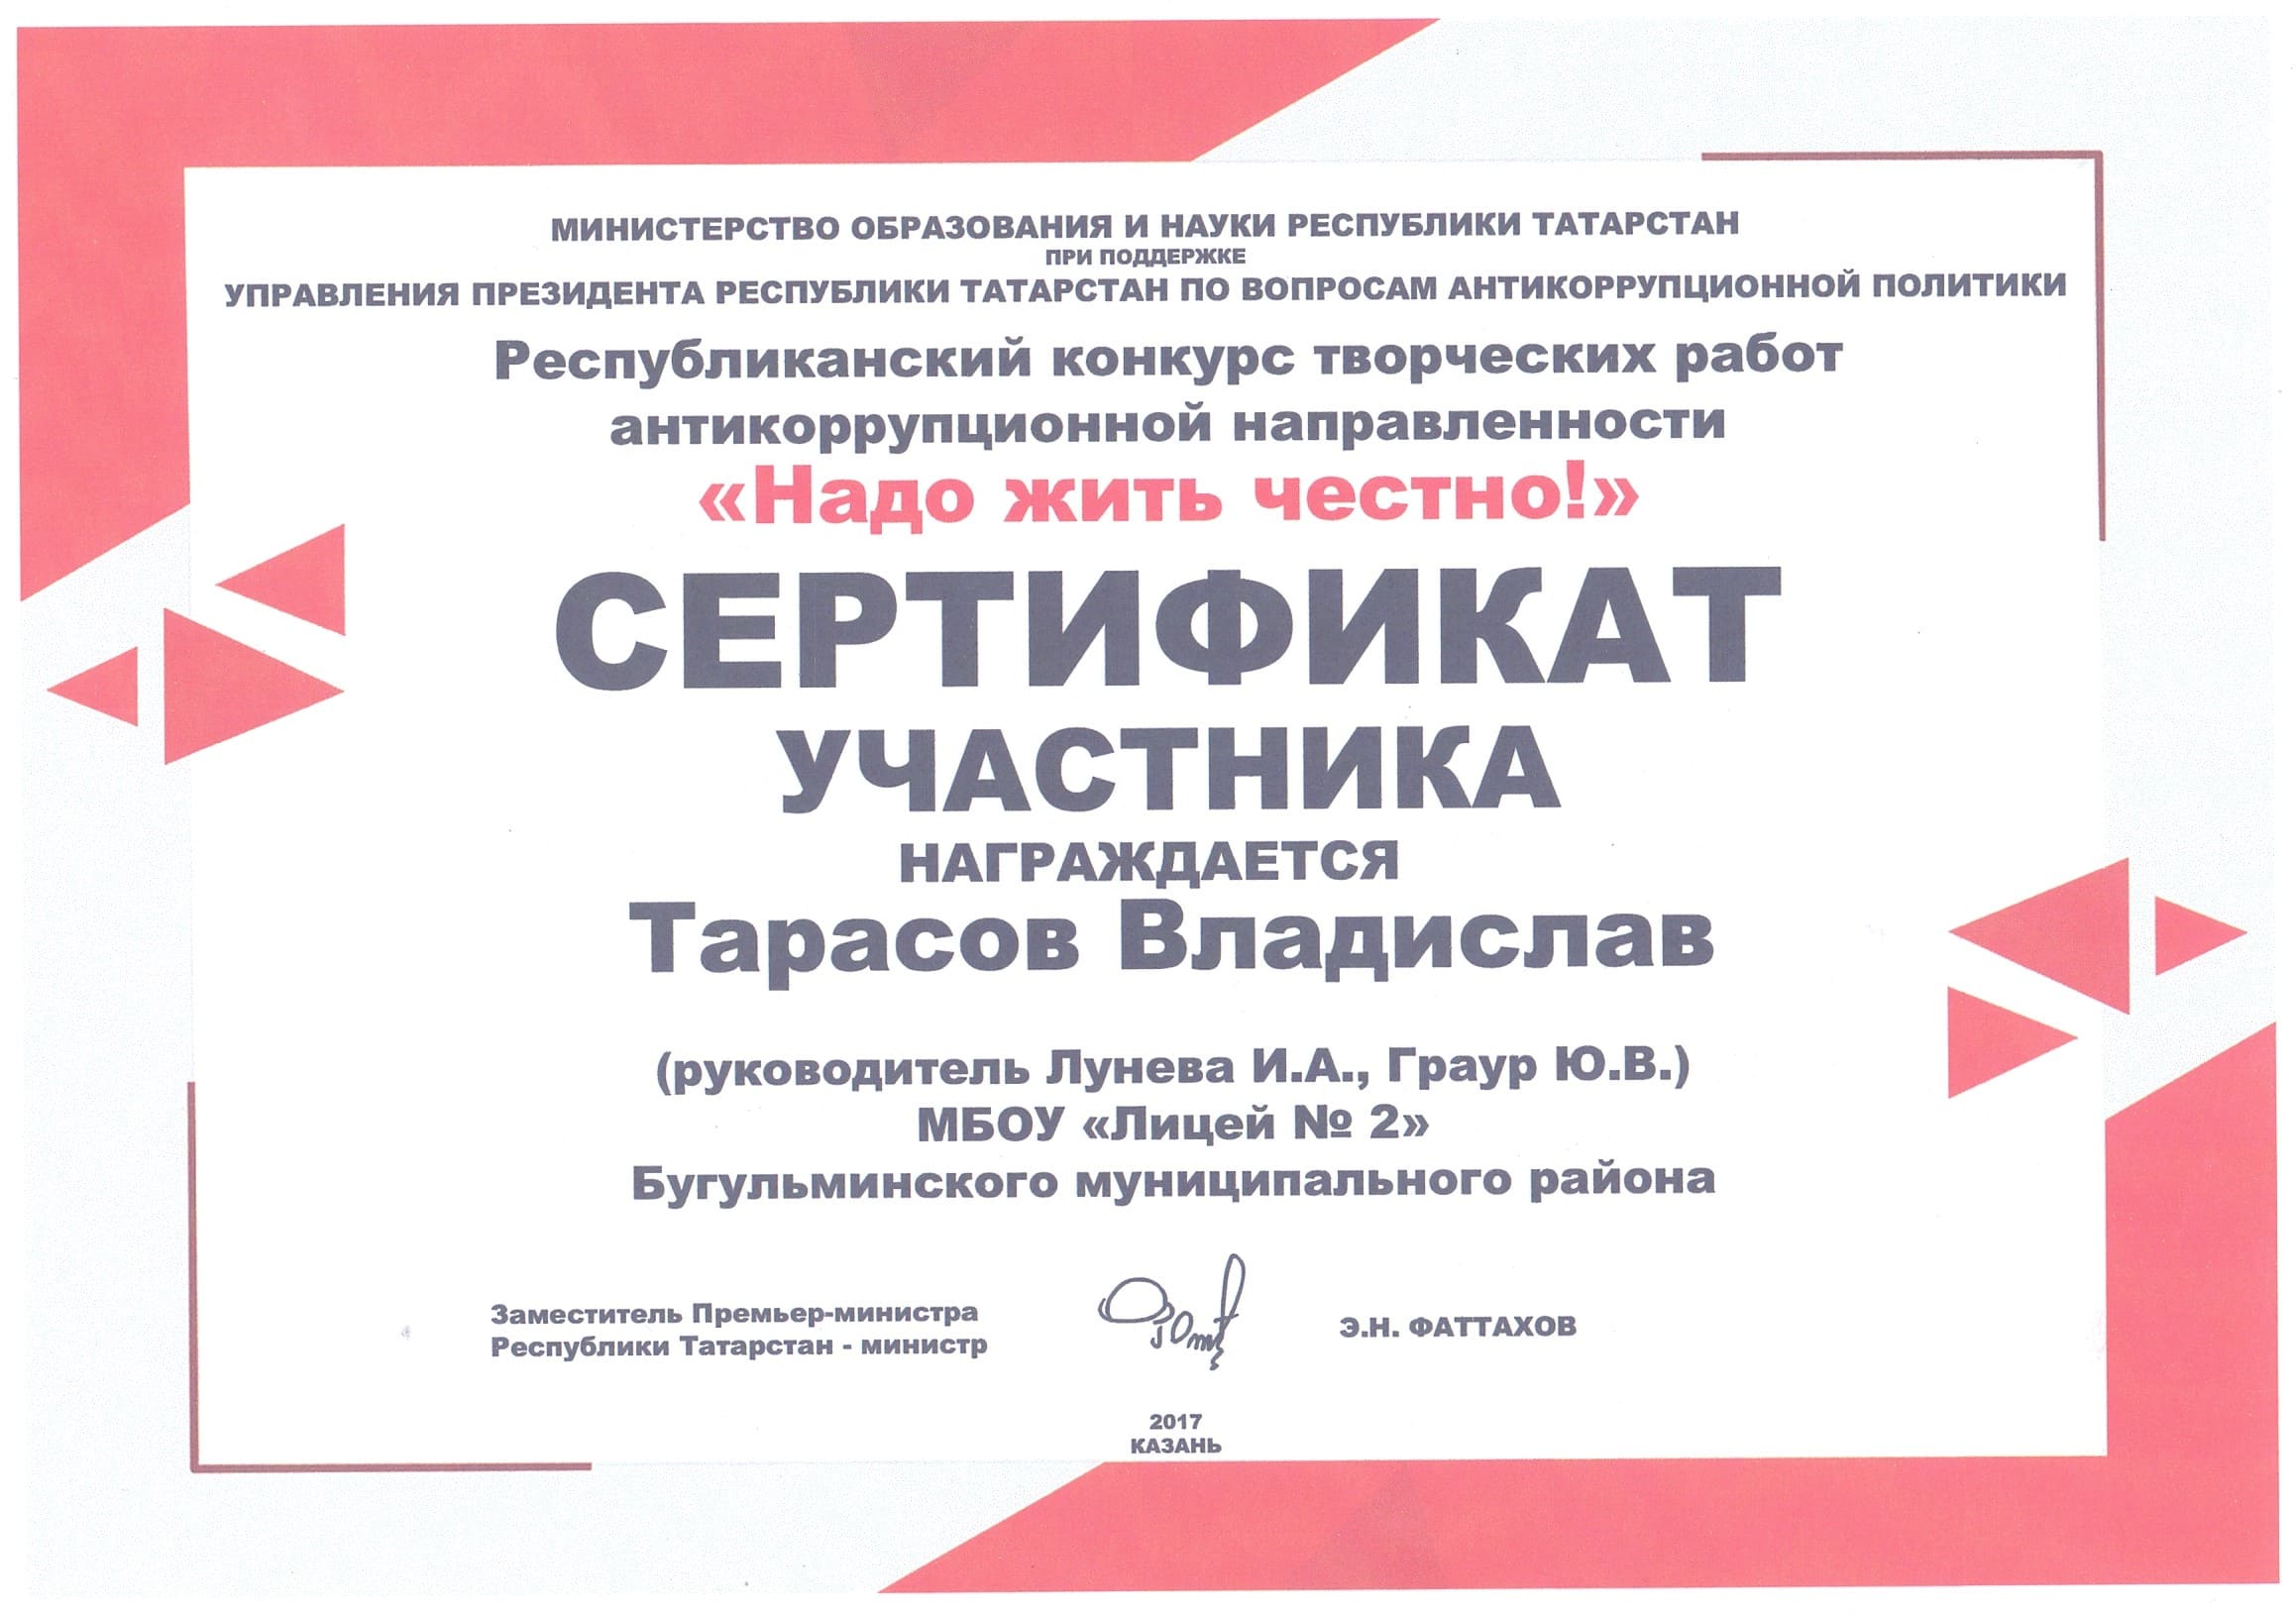 МИНИСТЕРСТВО ОБРАЗОВАНИЯ И НАУКИ РЕСПУБЛИКИ ТАТАРСТАН
ПРИ ПОДДЕРЖКЕ
УПРАВЛЕНИЯ ПРЕЗИДЕНТА РЕСПУБЛИКИ ТАТАРСТАН ПО ВОПРОСАМ АНТИКОРРУПЦИОННОЙ ПОЛИТИКИ
Республиканский конкурс творческих работ
антикоррупционной направленности
«Надо жить честно!»
СЕРТИФИКАТ
УЧАСТНИКА
НАГРАЖДАЕТСЯ
Тарасов Владислав
(руководитель Лунева И.А., Граур Ю.В.)
МБОУ «Лицей № 2»
Бугульминского муниципального района
Заместитель Премьер-министра
Республики Татарстан - министр
Э.Н. ФАТТАХОВ
2017
КАЗАНЬ